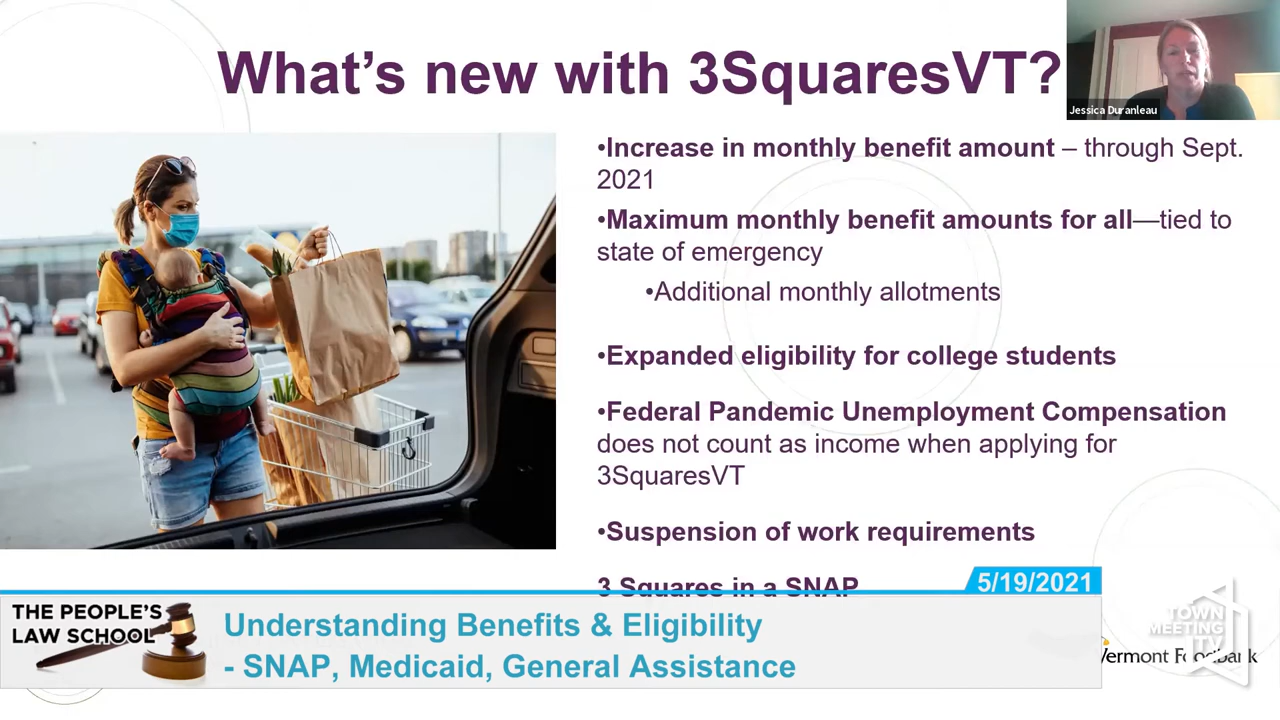 What's new with 3SquaresVT?
Jessica Duranleau
•Increase in monthly benefit amount – through Sept.
2021
•Maximum monthly benefit amounts for all—tied to
state of emergency
•Additional monthly allotments
•Expanded eligibility for college students
•Federal Pandemic Unemployment Compensation
does not count as income when applying for
3SquaresVT
•Suspension of work requirements
3 Squares in a SNAP
5/19/2021
THE PEOPLE'S
LAW SCHOOL
Understanding Benefits & Eligibility
- SNAP, Medicaid, General Assistance
TOWN
MEETING
TV
Vermont Foodbank